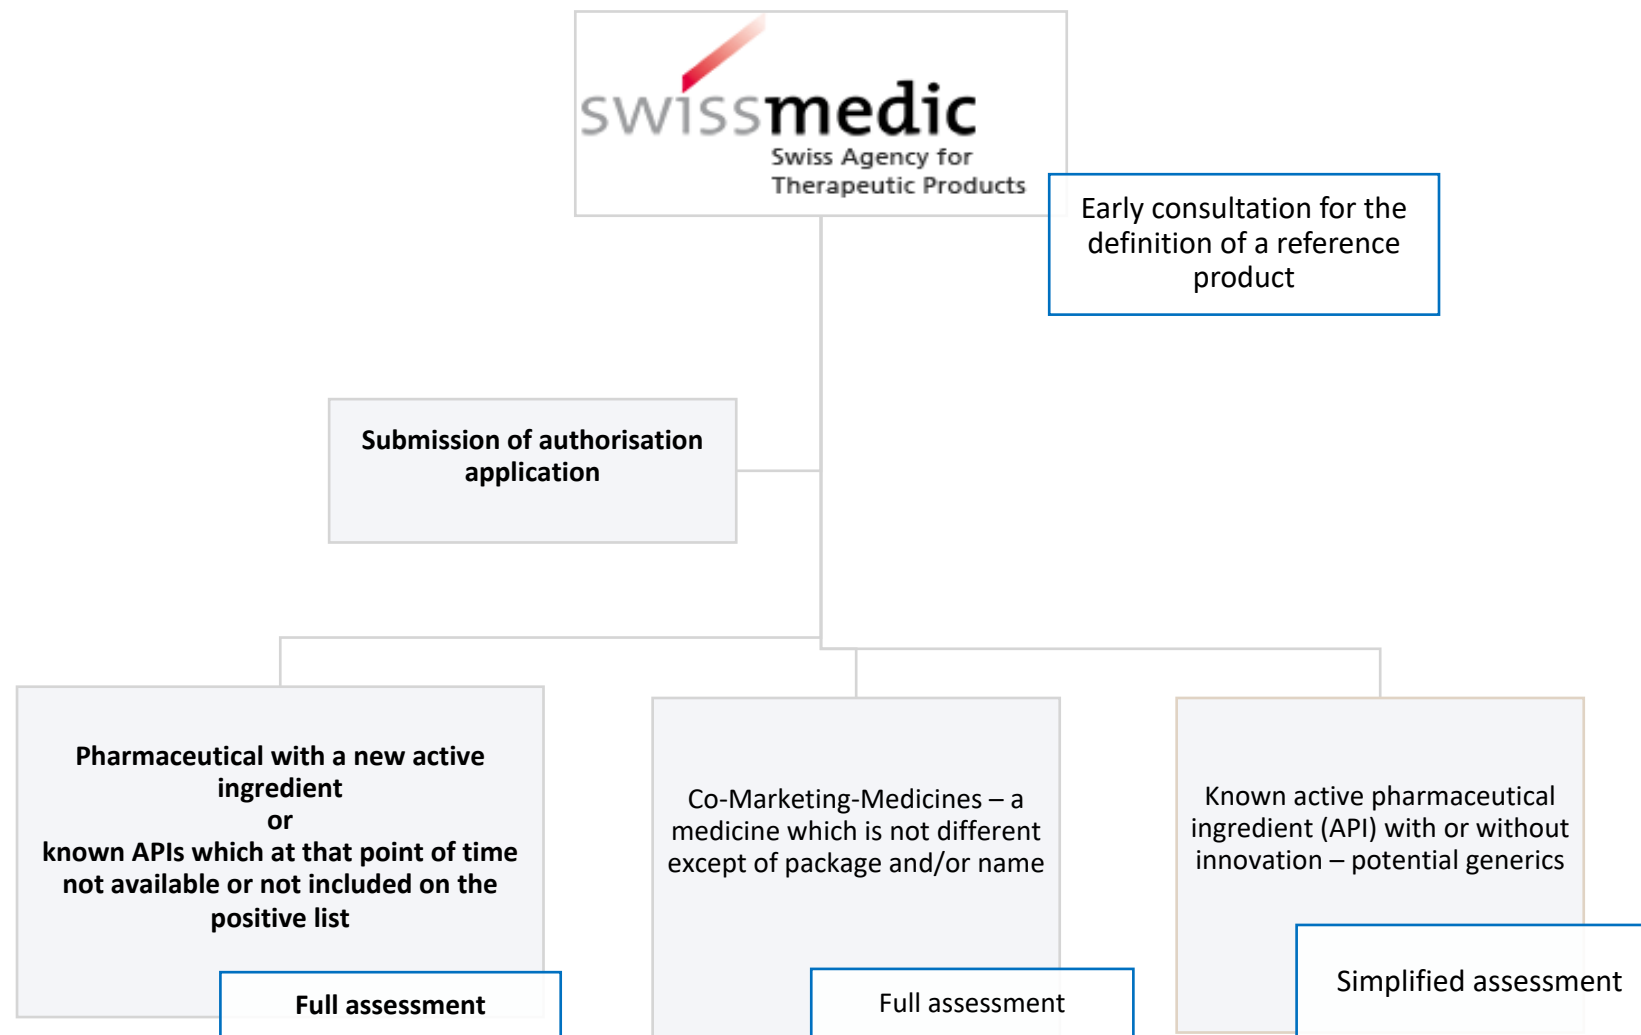 swissmedic
Swiss Agency for
Therapeutic Products
Early consultation for the
definition of a reference
product
Submission of authorisation
application
Pharmaceutical with a new active
ingredient
or
known APIs which at that point of time
not available or not included on the
positive list
Full assessment
Co-Marketing-Medicines – a
medicine which is not different
except of package and/or name
Full assessment
Known active pharmaceutical
ingredient (API) with or without
innovation – potential generics
Simplified assessment